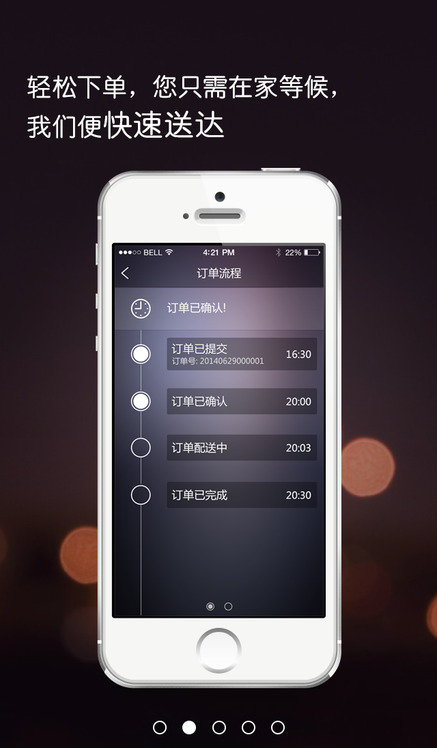 轻松下单，您只需在家等候，
我们便快速送达
BELL 4:21 PM 22%
订单流程
订单已确认!
订单已提交 16:30
订单号: 20140629000001
订单已确认 20:00
订单配送中 20:03
订单已完成 20:30